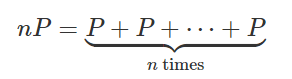 nP = P + P + ⋯ + P
n times